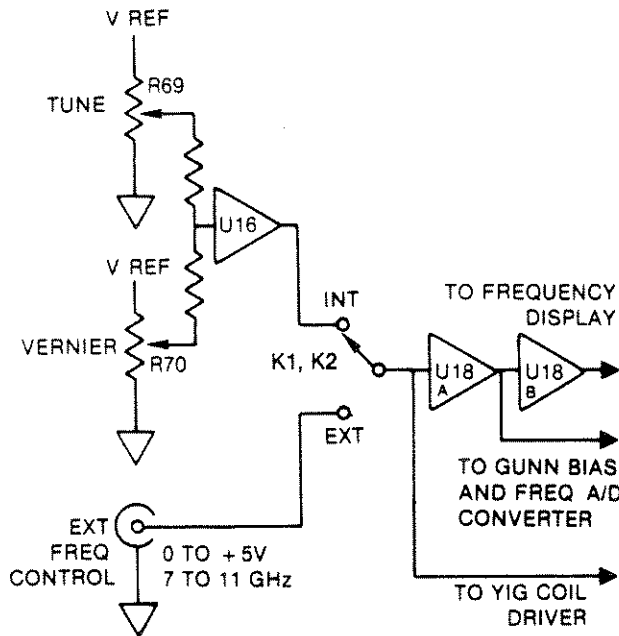 V REF
R69
TUNE
U16
V REF
VERNIER
R70
INT
K1, K2
EXT
TO FREQUENCY
DISPLAY
U18
A
U18
B
TO GUNN BIAS
AND FREQ A/D
CONVERTER
EXT
FREQ
CONTROL
0 TO +5V
7 TO 11 GHz
TO YIG COIL
DRIVER